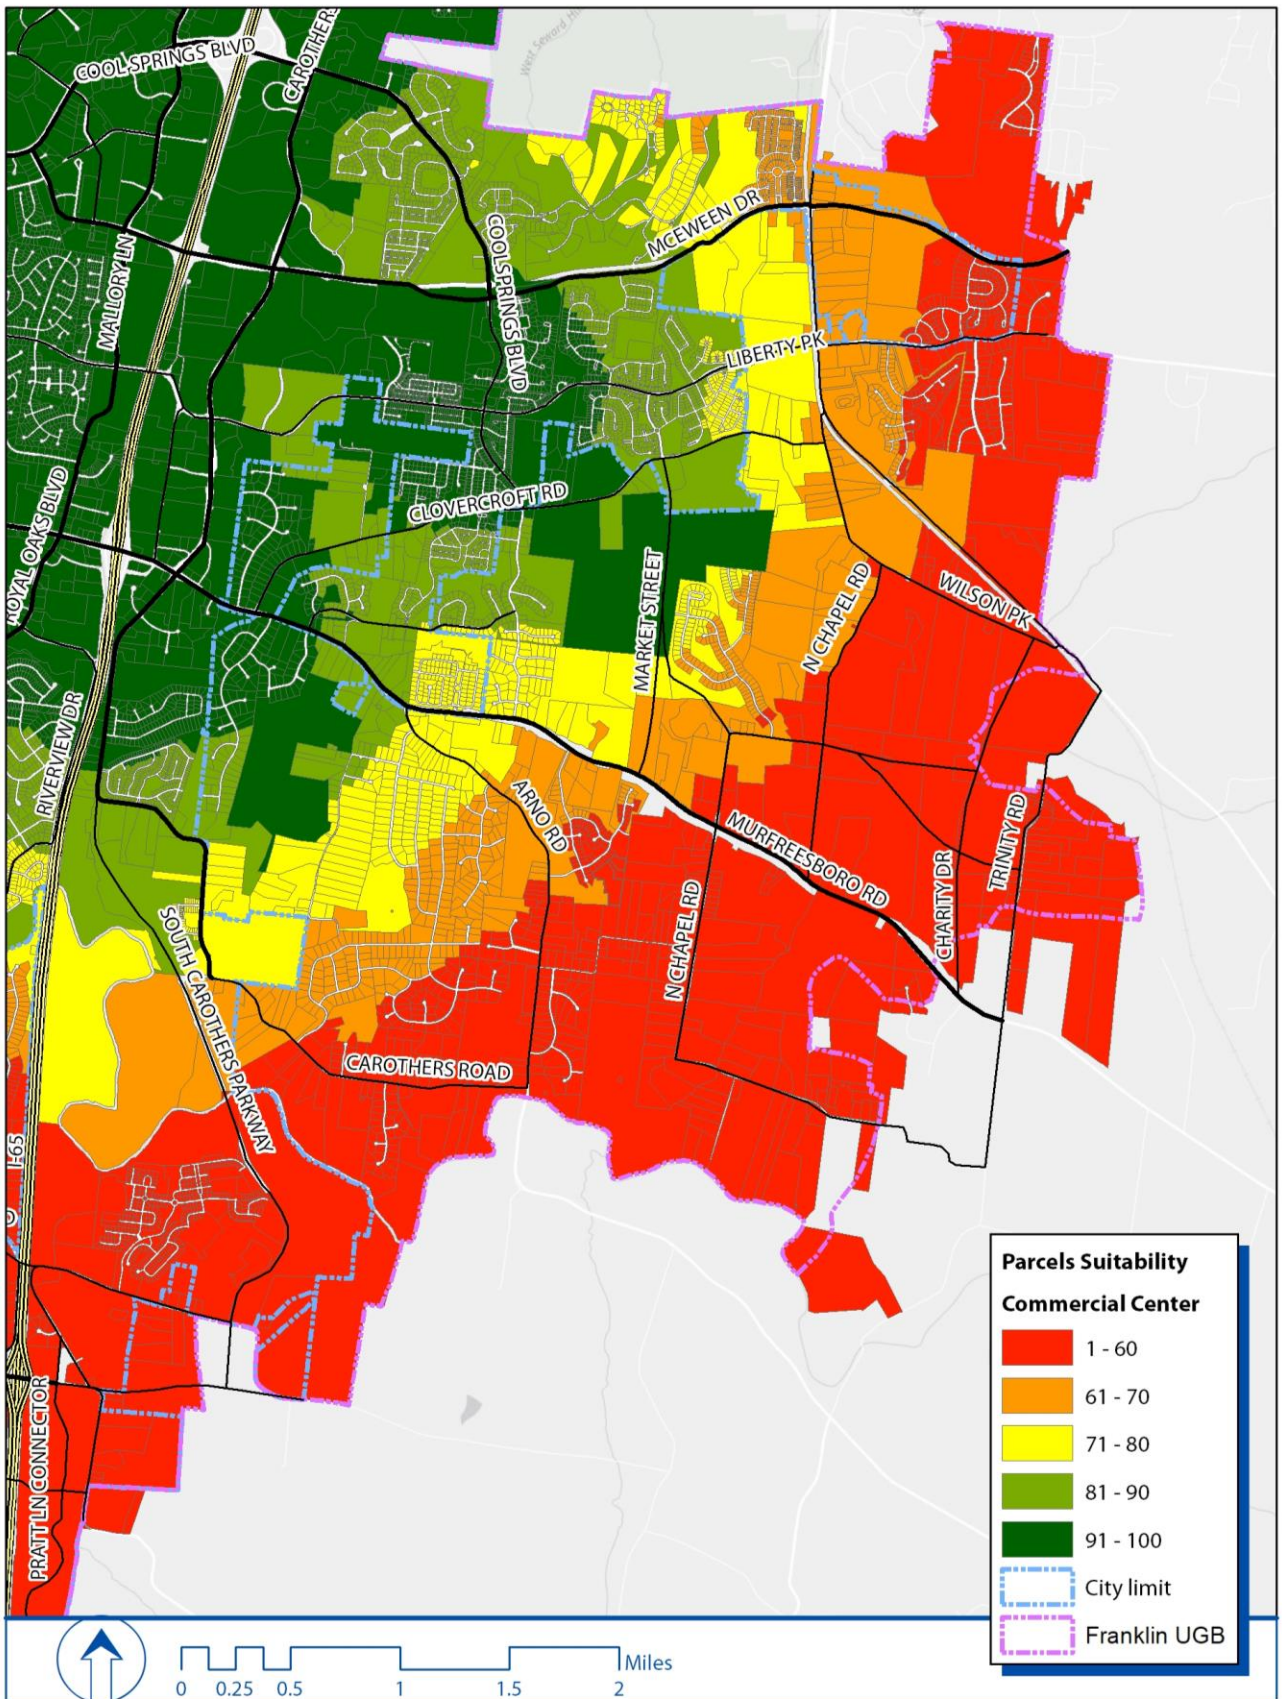 West Seward
COOL SPRINGS BLVD
CAROTHERS
MALLORY LN
COOLSPRINGS BLVD
MCEWEEN DR
LIBERTY PK
ROYAL OAKS BLVD
CLOVERCROFT RD
MARKET STREET
N CHAPEL RD
WILSON PK
RIVERVIEW DR
ARNO RD
MURFREESBORO RD
TRINITY RD
CHARITY DR
N CHAPEL RD
SOUTH CAROTHERS PARKWAY
CAROTHERS ROAD
I-65
PRATT LN CONNECTOR
Parcels Suitability
Commercial Center
1 - 60
61 - 70
71 - 80
81 - 90
91 - 100
City limit
Franklin UGB
Miles
0 0.25 0.5 1 1.5 2